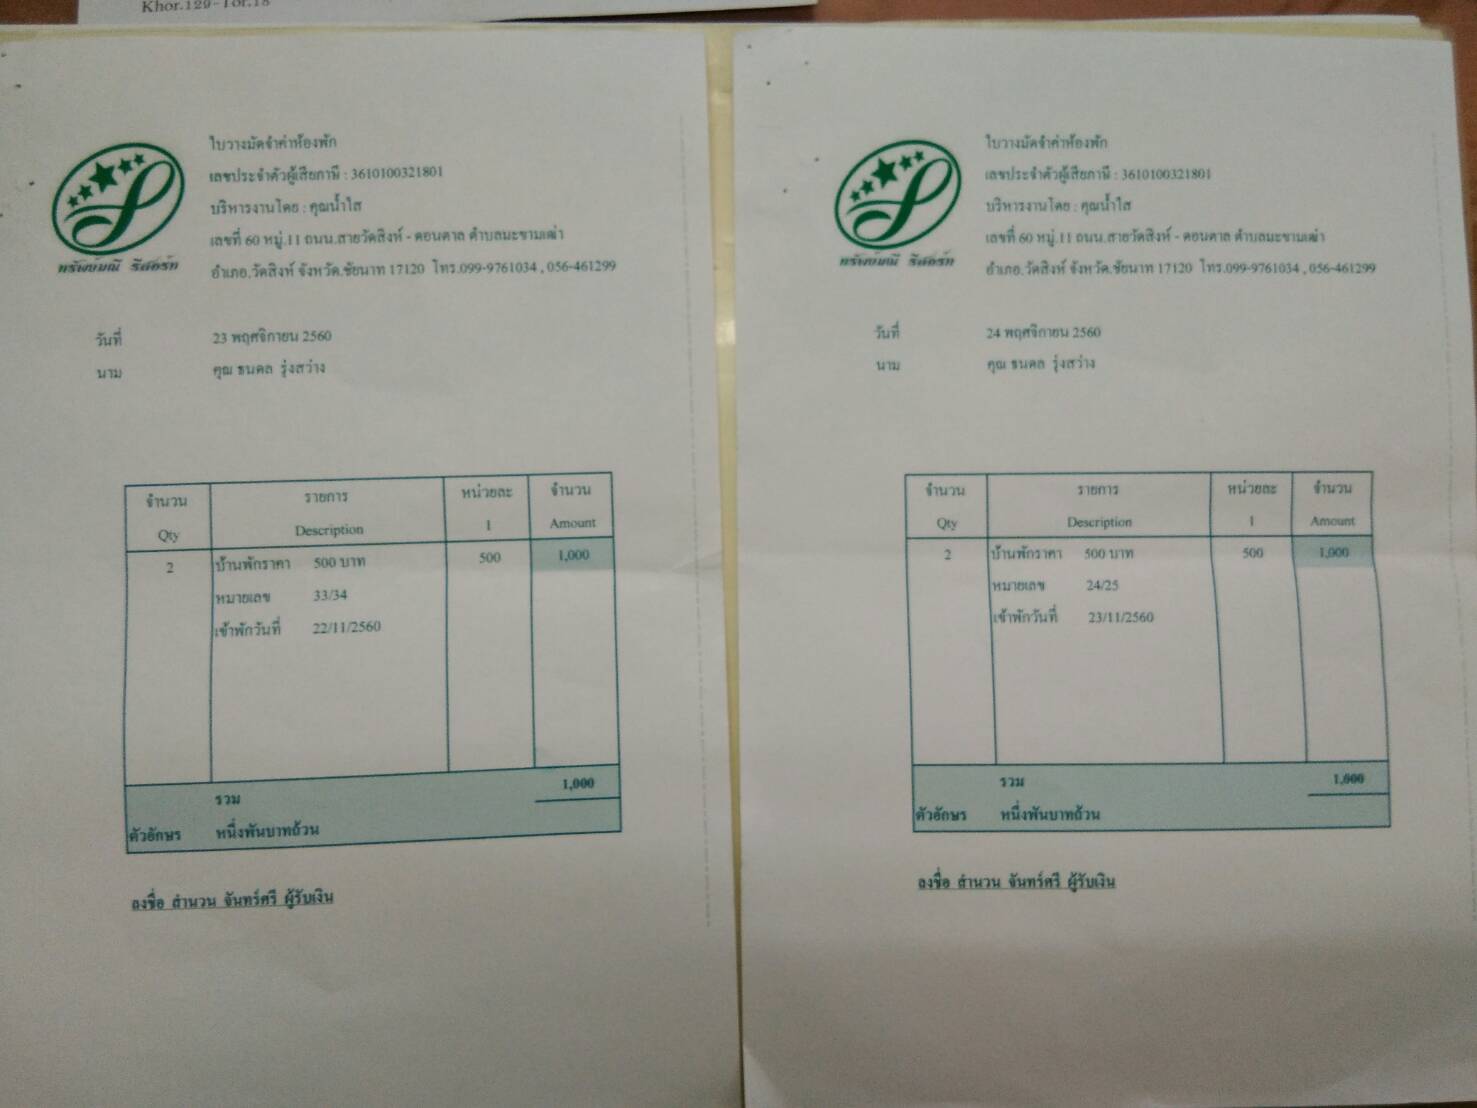 Khor.129-Tor.18
ใบวางมัดจำค่าห้องพัก
เลขประจำตัวผู้เสียภาษี : 3610100321801
บริหารงานโดย : คุณน้ำใส
เลขที่ 60 หมู่.11 ถนน.สายวัดสิงห์ - ดอนตาล ตำบลมะขามเฒ่า
อำเภอ.วัดสิงห์ จังหวัด.ชัยนาท 17120 โทร.099-9761034 , 056-461299
ทรัพย์มณี รีสอร์ท
วันที่ 23 พฤศจิกายน 2560
นาม คุณ ธนดล รุ่งสว่าง
จำนวน รายการ หน่วยละ จำนวน
Qty Description 1 Amount
2 บ้านพักราคา 500 บาท 500 1,000
หมายเลข 33/34
เข้าพักวันที่ 22/11/2560
รวม 1,000
ตัวอักษร หนึ่งพันบาทถ้วน
ลงชื่อ สำนวน จันทร์ศรี ผู้รับเงิน
ใบวางมัดจำค่าห้องพัก
เลขประจำตัวผู้เสียภาษี : 3610100321801
บริหารงานโดย : คุณน้ำใส
เลขที่ 60 หมู่.11 ถนน.สายวัดสิงห์ - ดอนตาล ตำบลมะขามเฒ่า
อำเภอ.วัดสิงห์ จังหวัด.ชัยนาท 17120 โทร.099-9761034 , 056-461299
ทรัพย์มณี รีสอร์ท
วันที่ 24 พฤศจิกายน 2560
นาม คุณ ธนดล รุ่งสว่าง
จำนวน รายการ หน่วยละ จำนวน
Qty Description 1 Amount
2 บ้านพักราคา 500 บาท 500 1,000
หมายเลข 24/25
เข้าพักวันที่ 23/11/2560
รวม 1,000
ตัวอักษร หนึ่งพันบาทถ้วน
ลงชื่อ สำนวน จันทร์ศรี ผู้รับเงิน